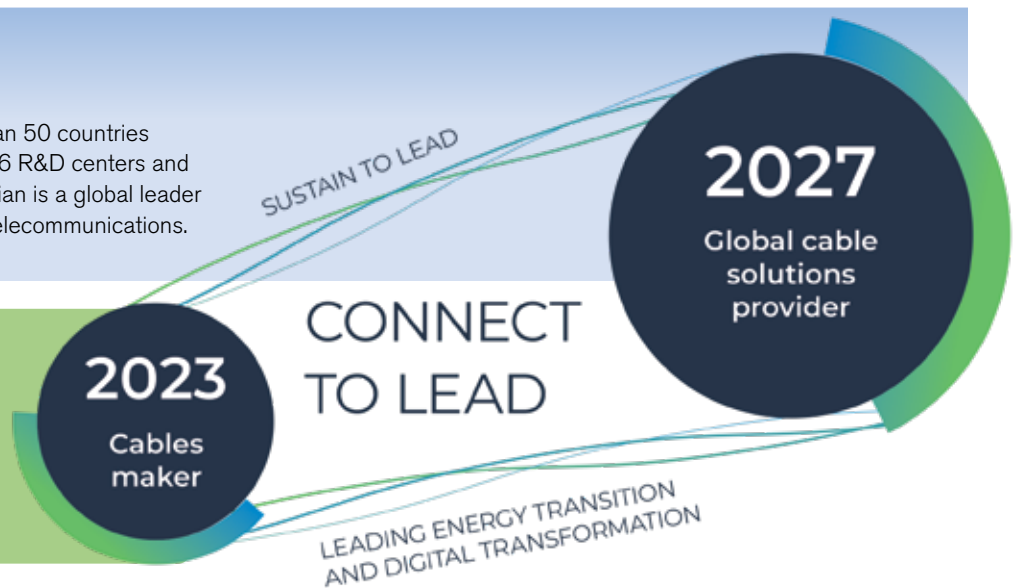 an 50 countries
6 R&D centers and
ian is a global leader
elecommunications.
SUSTAIN TO LEAD
2027
Global cable
solutions
provider
CONNECT
TO LEAD
2023
Cables
maker
LEADING ENERGY TRANSITION
AND DIGITAL TRANSFORMATION